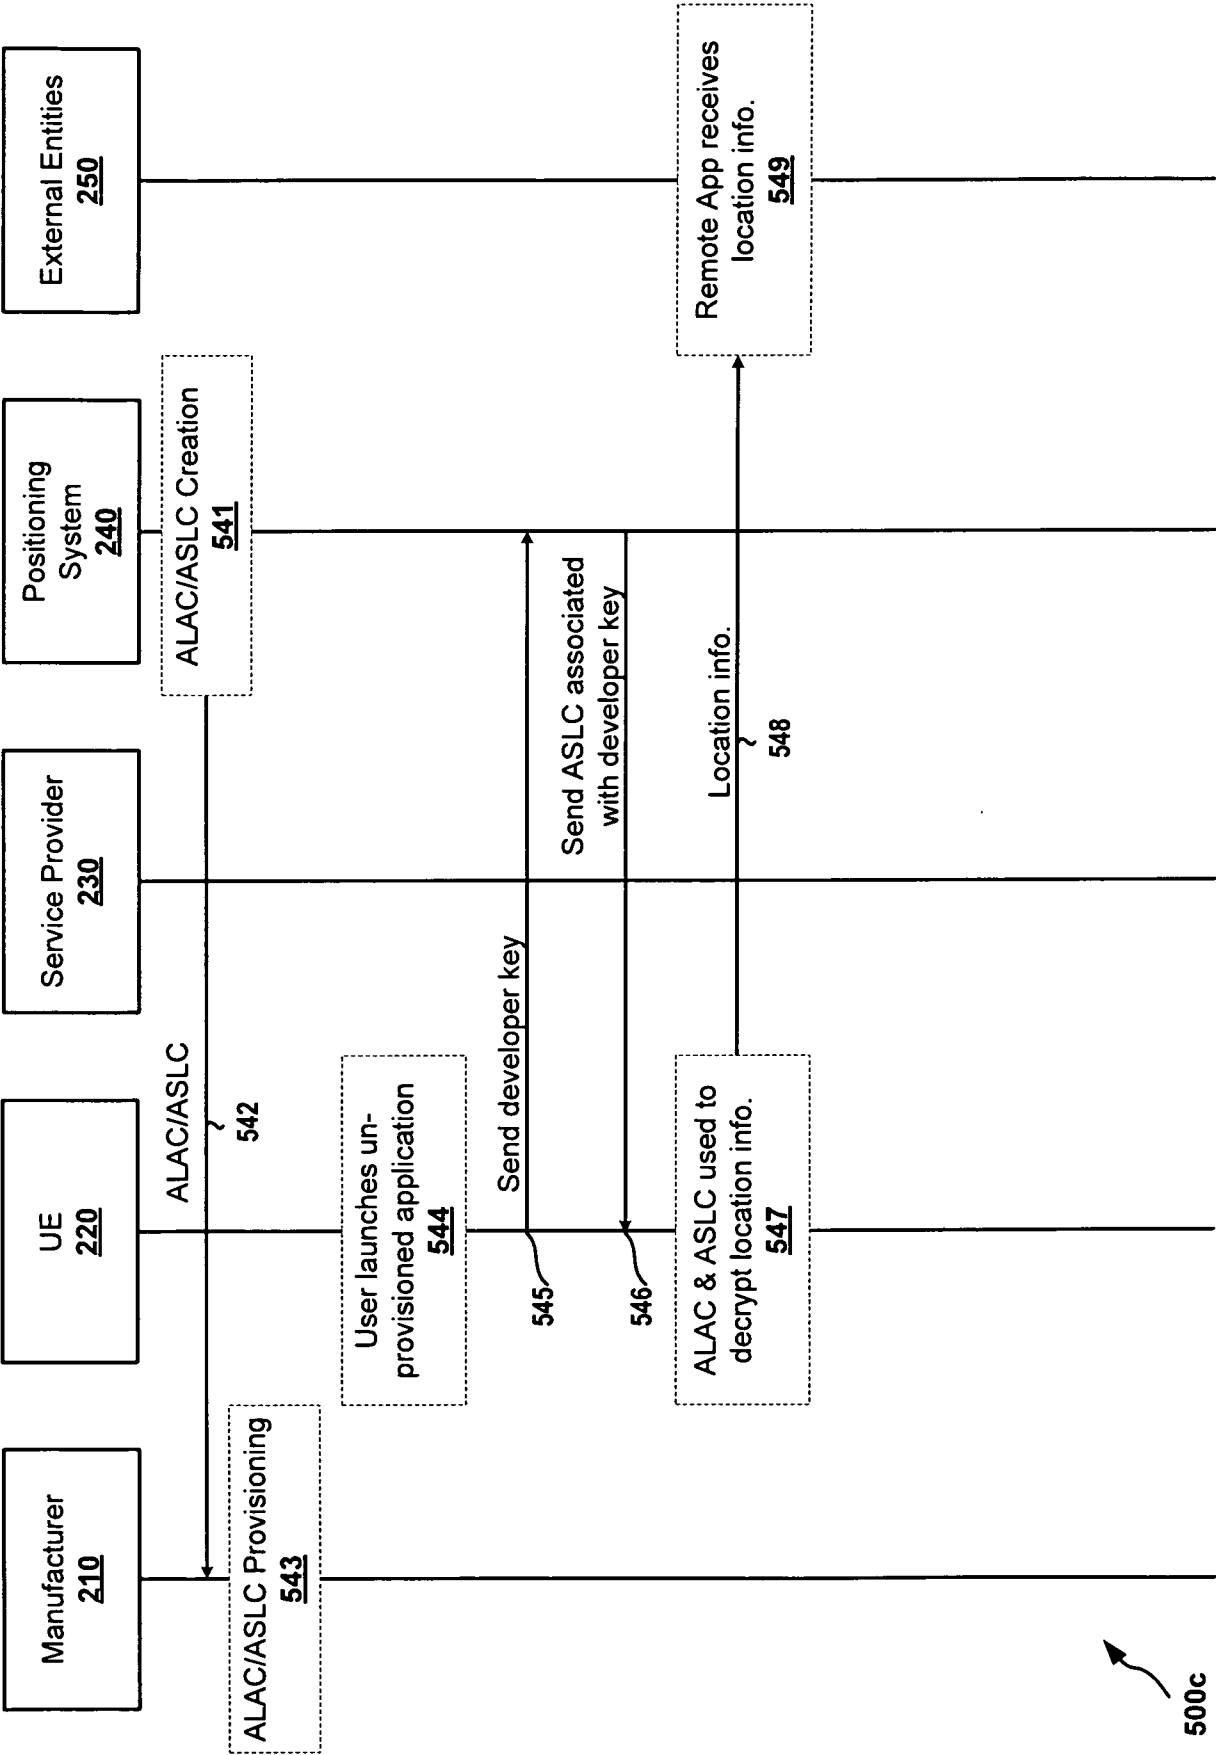 Manufacturer
210
UE
220
Service Provider
230
Positioning
System
240
External Entities
250
ALAC/ASLC Creation
541
ALAC/ASLC
542
ALAC/ASLC Provisioning
543
User launches un-
provisioned application
544
Send developer key
545
Send ASLC associated
with developer key
546
ALAC & ASLC used to
decrypt location info.
547
Location info.
548
Remote App receives
location info.
549
500c